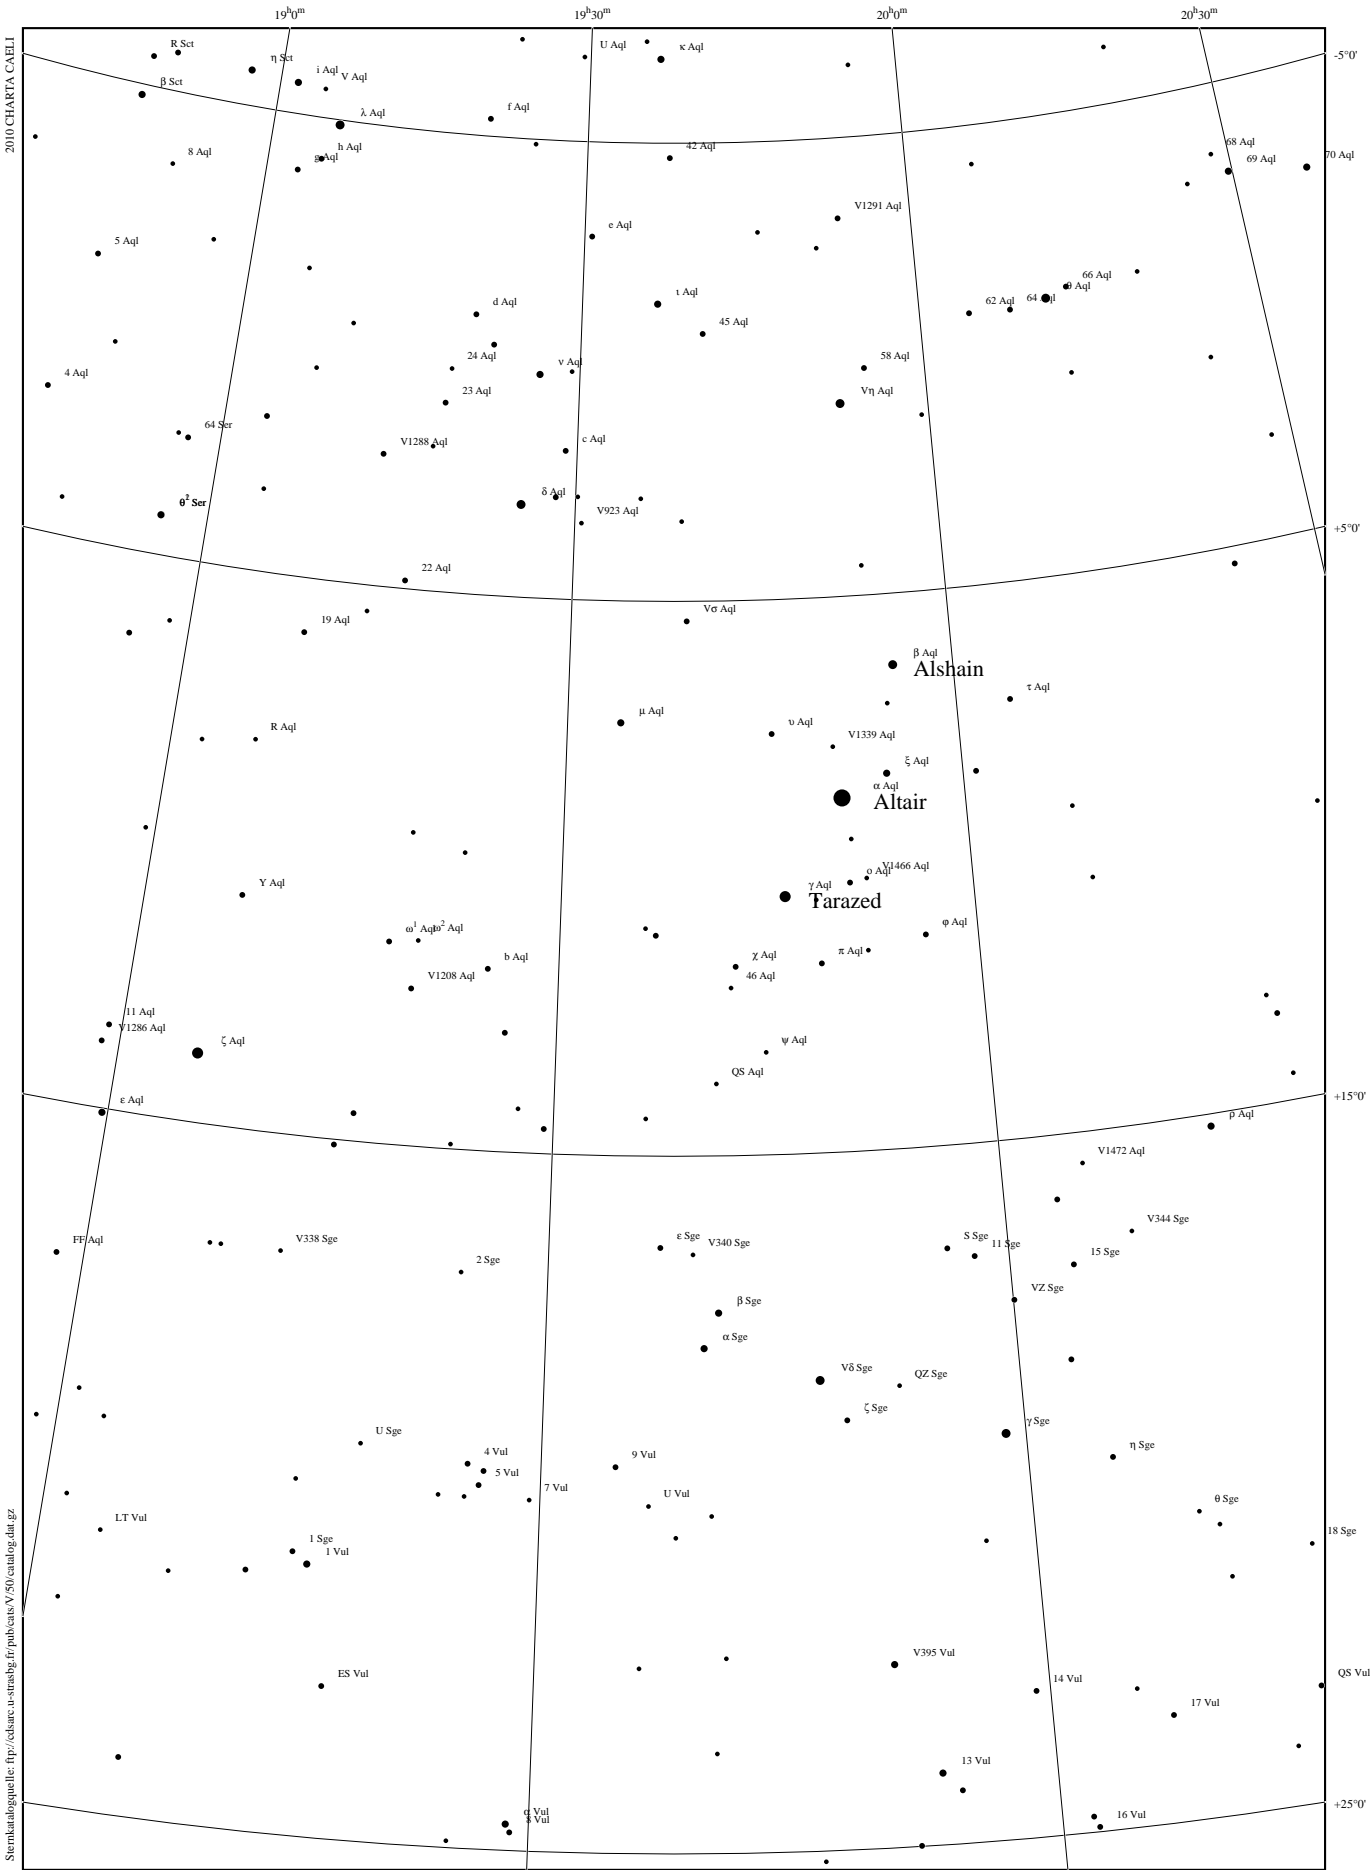 19h0m
19h30m
20h0m
20h30m
2010 CHARTA CAELI
R Sct
η Sct
β Sct
i Aql
V Aql
U Aql
κ Aql
-5°0'
λ Aql
f Aql
8 Aql
g Aql
h Aql
42 Aql
68 Aql
69 Aql
70 Aql
V1291 Aql
5 Aql
e Aql
66 Aql
θ Aql
64 Aql
62 Aql
d Aql
ι Aql
45 Aql
4 Aql
24 Aql
ν Aql
58 Aql
23 Aql
Vη Aql
64 Ser
V1288 Aql
c Aql
θ2 Ser
δ Aql
V923 Aql
+5°0'
22 Aql
19 Aql
Vσ Aql
β Aql
Alshain
τ Aql
R Aql
μ Aql
υ Aql
V1339 Aql
ξ Aql
α Aql
Altair
Y Aql
V1466 Aql
ο Aql
γ Aql
Tarazed
ω1 Aql
ω2 Aql
φ Aql
b Aql
χ Aql
π Aql
V1208 Aql
46 Aql
11 Aql
V1286 Aql
ζ Aql
ψ Aql
QS Aql
ε Aql
+15°0'
ρ Aql
V1472 Aql
FF Aql
V338 Sge
2 Sge
ε Sge
V340 Sge
S Sge
11 Sge
V344 Sge
15 Sge
VZ Sge
β Sge
α Sge
Vδ Sge
QZ Sge
ζ Sge
γ Sge
U Sge
η Sge
4 Vul
5 Vul
9 Vul
7 Vul
U Vul
θ Sge
LT Vul
1 Sge
1 Vul
18 Sge
ES Vul
V395 Vul
14 Vul
17 Vul
QS Vul
13 Vul
α Vul
8 Vul
16 Vul
+25°0'
Sternkatalogquelle: ftp://cdsarc.u-strasbg.fr/pub/cats/V/50/catalog.dat.gz